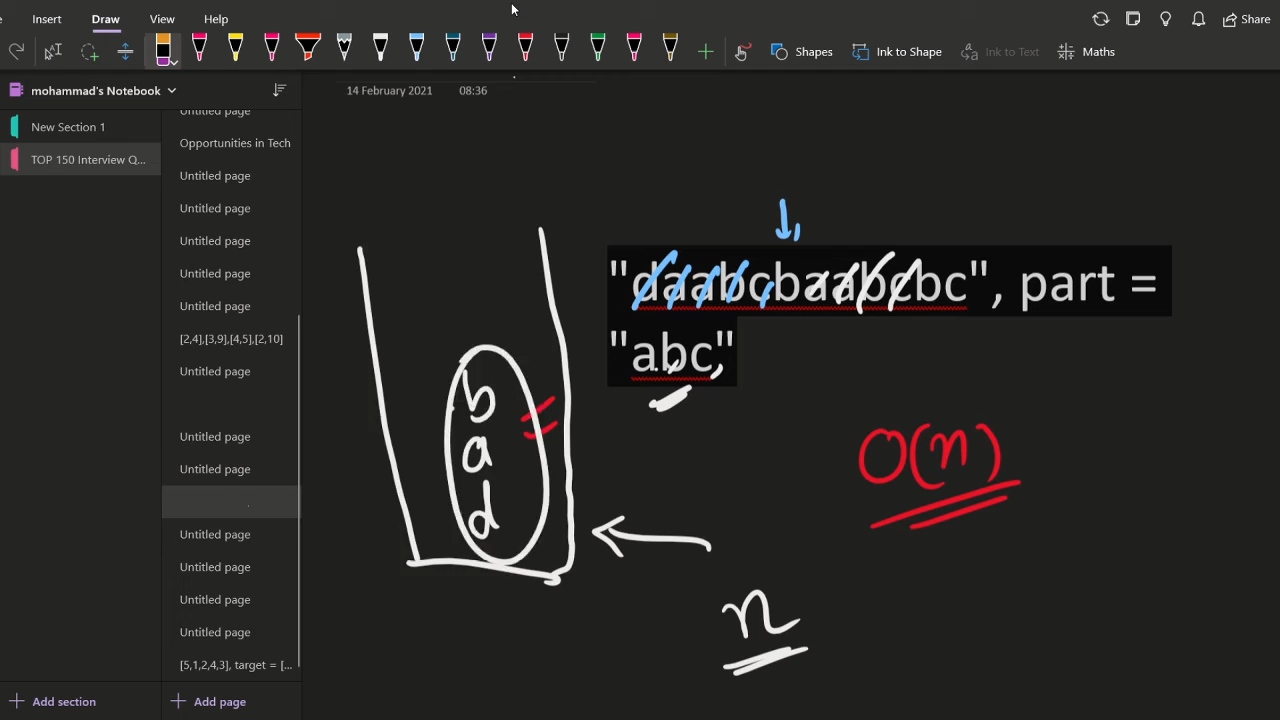 Insert Draw View Help Share
Shapes Ink to Shape Ink to Text Maths
mohammad's Notebook
New Section 1
TOP 150 Interview Q...
Untitled page
Opportunities in Tech
Untitled page
Untitled page
Untitled page
Untitled page
Untitled page
[2,4],[3,9],[4,5],[2,10]
Untitled page
Untitled page
Untitled page
.
Untitled page
Untitled page
Untitled page
Untitled page
[5,1,2,4,3], target = [...
Add section
Add page
14 February 2021 08:36
"daabcbaabcbc", part =
"abc,"
b
a
d
O(n)
n